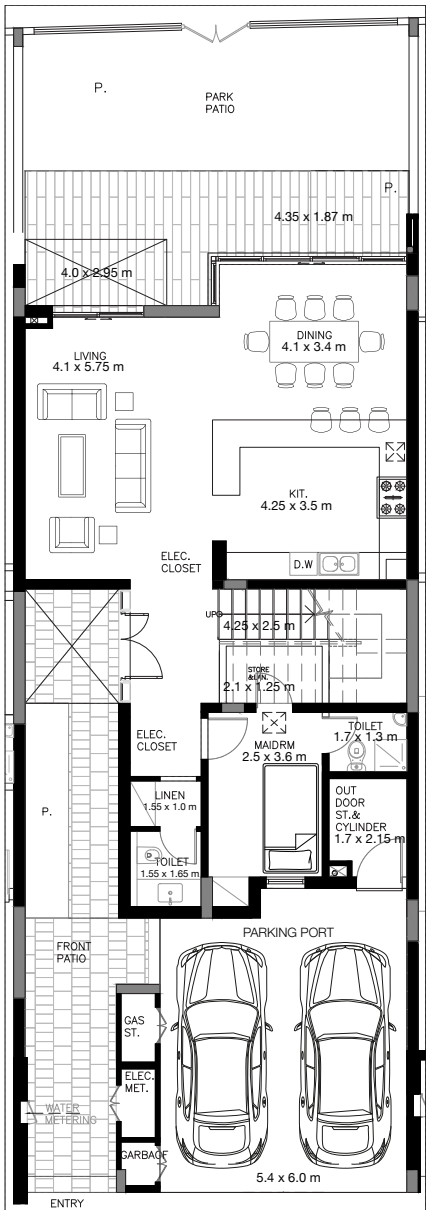 P.
PARK
PATIO
P.
4.35 x 1.87 m
4.0 x 2.95 m
DINING
4.1 x 3.4 m
LIVING
4.1 x 5.75 m
KIT.
4.25 x 3.5 m
ELEC.
CLOSET
D.W
UP
4.25 x 2.5 m
STORE
&LAN.
2.1 x 1.25 m
ELEC.
CLOSET
MAIDRM
2.5 x 3.6 m
TOILET
1.7 x 1.3 m
LINEN
1.55 x 1.0 m
OUT
DOOR
ST.&
CYLINDER
1.7 x 2.15 m
P.
TOILET
1.55 x 1.65 m
PARKING PORT
FRONT
PATIO
GAS
ST.
ELEC.
MET.
WATER
METERING
GARBAGE
5.4 x 6.0 m
ENTRY